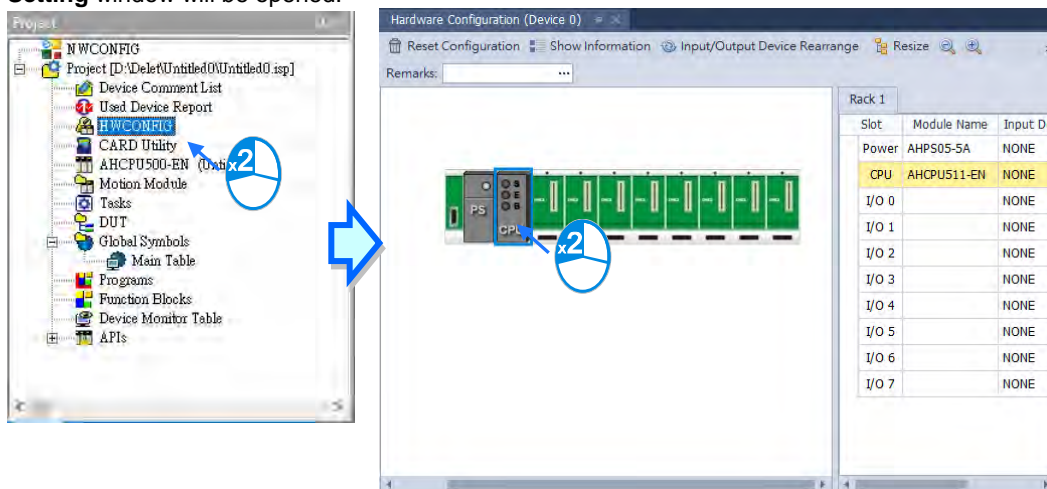 Setting window will be opened.
Project
NWCONFIG
Project [D:\Delet\Untitled0\Untitled0.isp]
Device Comment List
Used Device Report
HWCONFIG
CARD Utility
AHCPU500-EN (Unti
Motion Module
Tasks
DUT
Global Symbols
Main Table
Programs
Function Blocks
Device Monitor Table
APIs
x2
Hardware Configuration (Device 0)
Reset Configuration Show Information Input/Output Device Rearrange Resize
Remarks: ...
PS
CPU
x2
Rack 1
Slot Module Name Input D
Power AHPS05-5A NONE
CPU AHCPU511-EN NONE
I/O 0 NONE
I/O 1 NONE
I/O 2 NONE
I/O 3 NONE
I/O 4 NONE
I/O 5 NONE
I/O 6 NONE
I/O 7 NONE